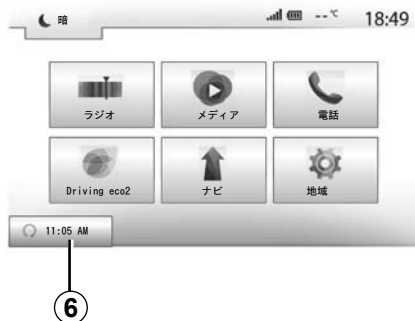 暗
--℃ 18:49
ラジオ メディア 電話
Driving eco2 ナビ 地域
11:05 AM
6